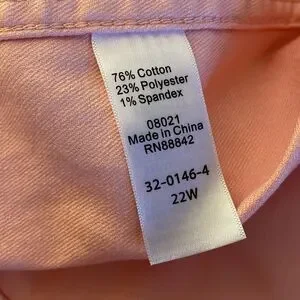 76% Cotton
23% Polyester
1% Spandex
08021
Made in China
RN88842
32-0146-4
22W